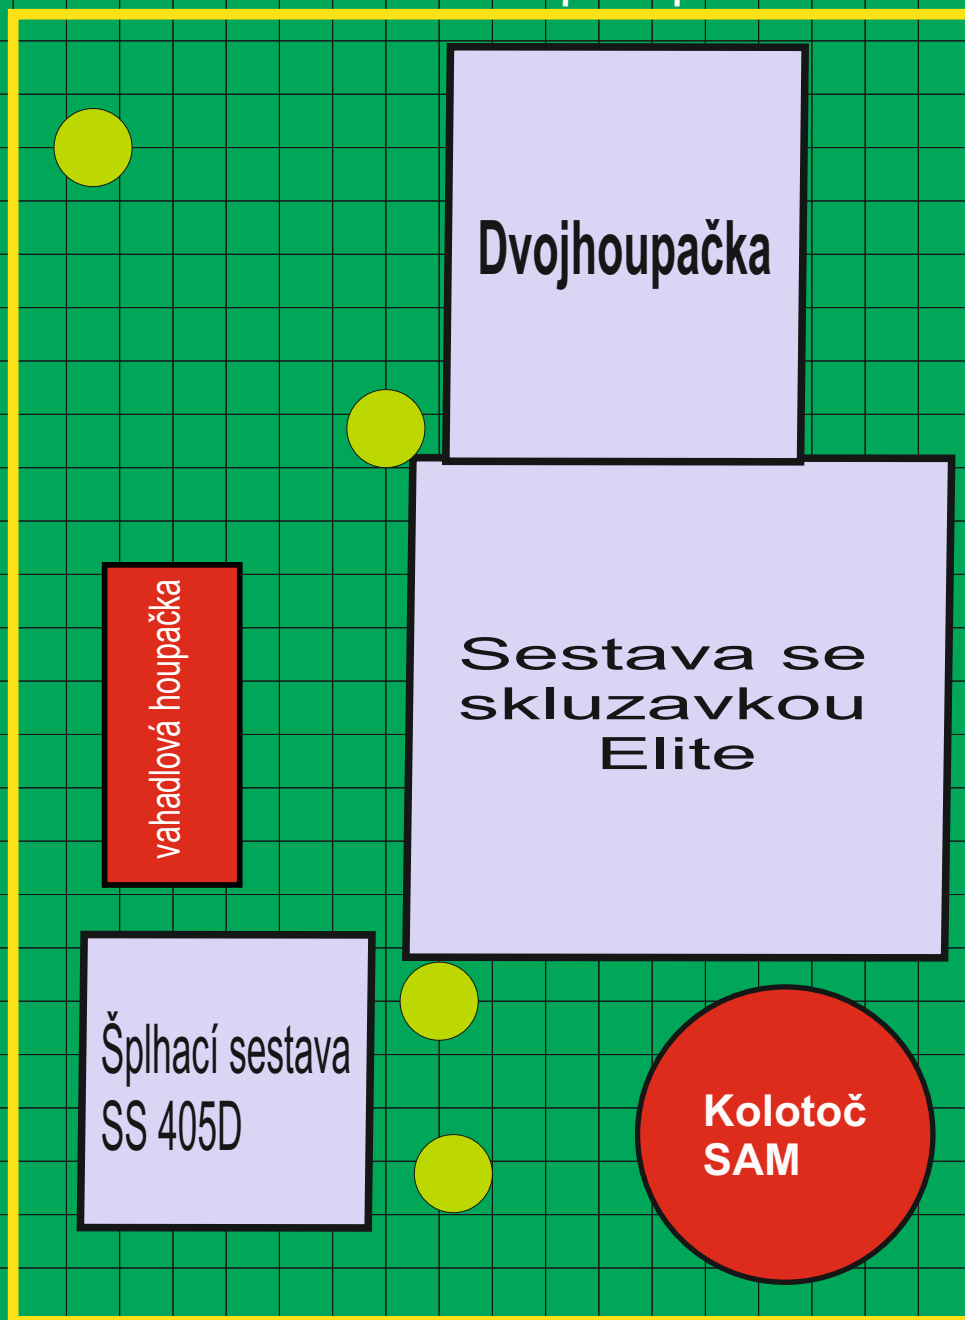 Dvojhoupačka
Sestava se
skluzavkou
Elite
vahadlová houpačka
Šplhací sestava
SS 405D
Kolotoč
SAM